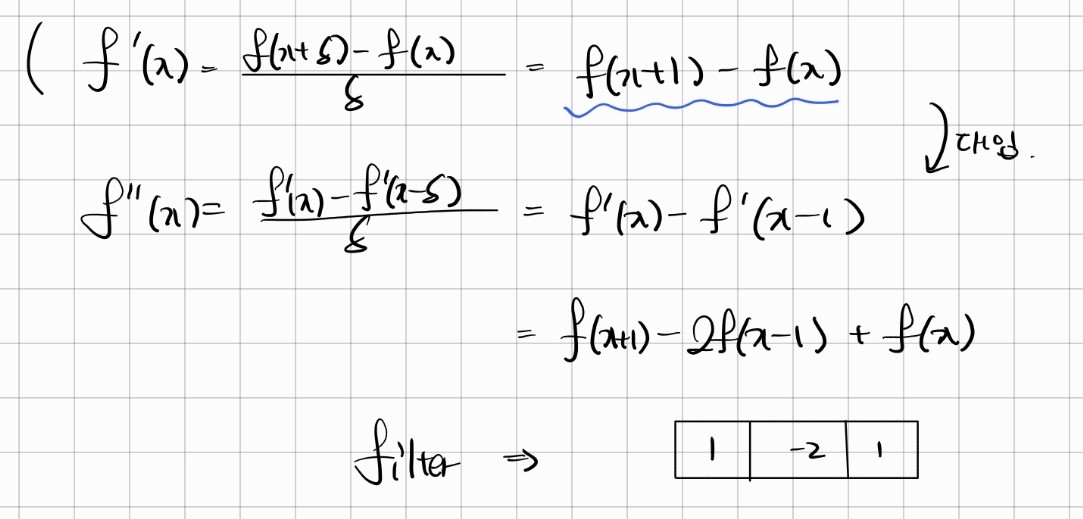 ( f'(x) = f(x+δ) - f(x) / δ = f(x+1) - f(x)
대입.
f''(x) = f'(x) - f'(x-δ) / δ = f'(x) - f'(x-1)
= f(x+1) - 2f(x-1) + f(x)
filter ⇒ 1 -2 1